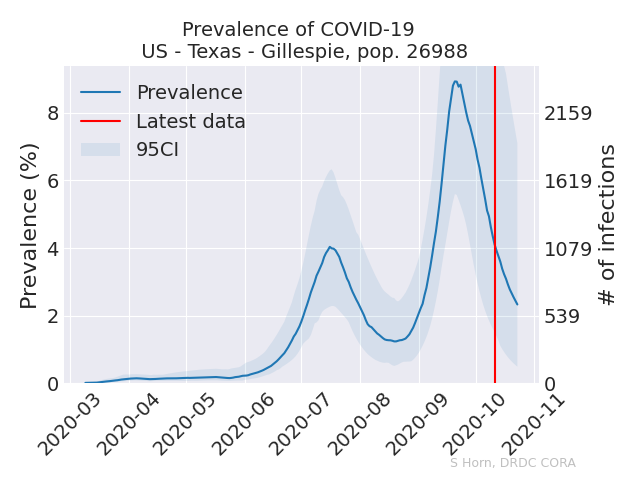 Prevalence of COVID-19
US - Texas - Gillespie, pop. 26988
Prevalence
Latest data
95CI
Prevalence (%)
8
6
4
2
0
2159
1619
1079
539
0
# of infections
2020-03
2020-04
2020-05
2020-06
2020-07
2020-08
2020-09
2020-10
2020-11
S Horn, DRDC CORA